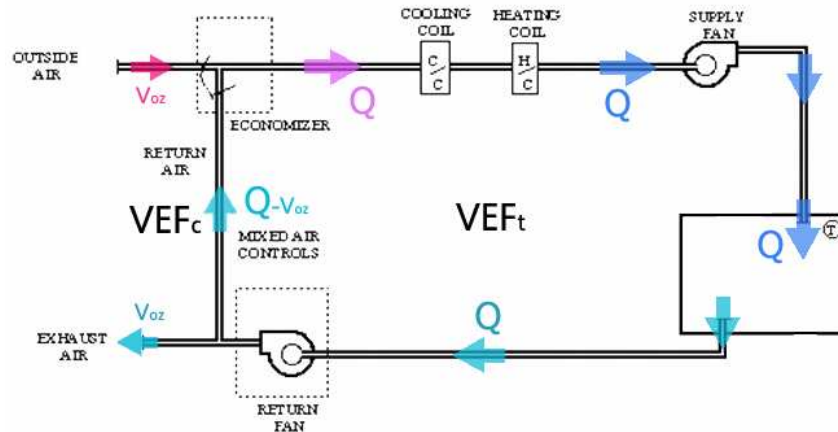 COOLING
COIL
HEATING
COIL
SUPPLY
FAN
OUTSIDE
AIR
C/C
H/C
Voz
Q
Q
ECONOMIZER
RETURN
AIR
VEFc
Q-Voz
VEFt
MIXED AIR
CONTROLS
Q
T
Voz
Q
EXHAUST
AIR
RETURN
FAN